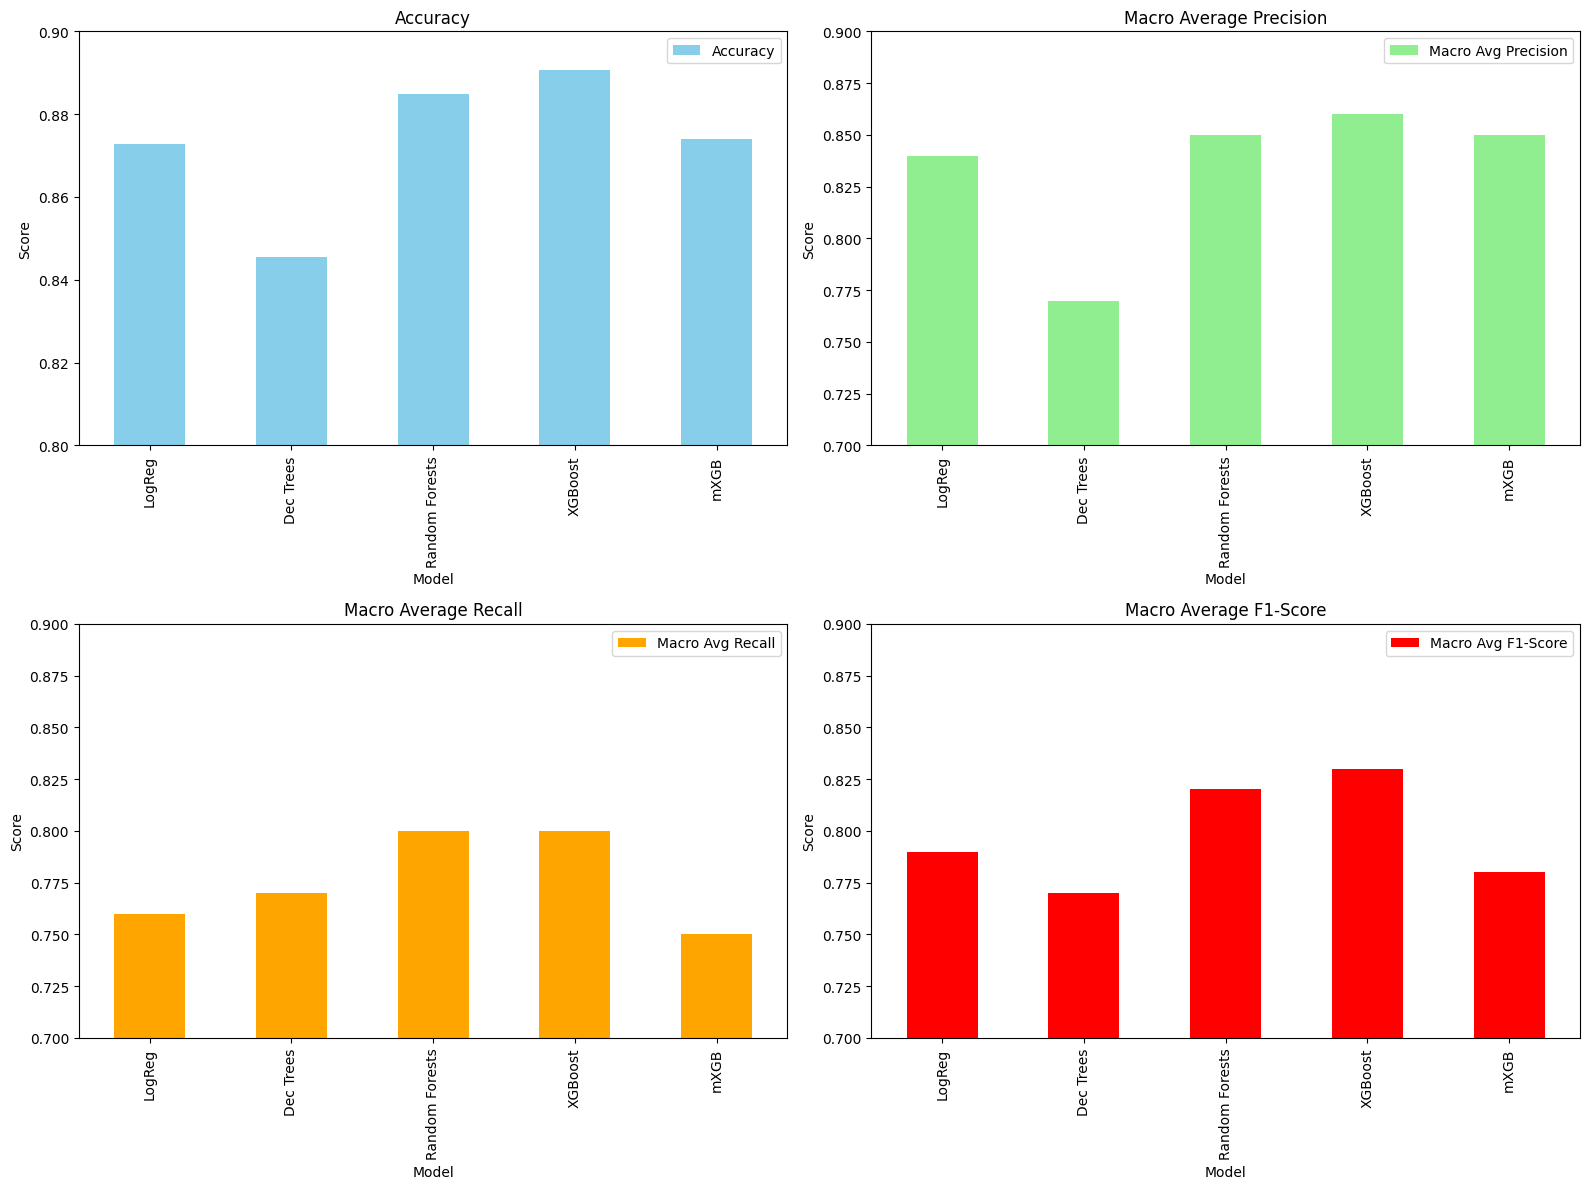 Accuracy
0.90
0.88
0.86
0.84
0.82
0.80
Score
Accuracy
LogReg
Dec Trees
Random Forests
XGBoost
mXGB
Model
Macro Average Precision
0.900
0.875
0.850
0.825
0.800
0.775
0.750
0.725
0.700
Score
Macro Avg Precision
LogReg
Dec Trees
Random Forests
XGBoost
mXGB
Model
Macro Average Recall
0.900
0.875
0.850
0.825
0.800
0.775
0.750
0.725
0.700
Score
Macro Avg Recall
LogReg
Dec Trees
Random Forests
XGBoost
mXGB
Model
Macro Average F1-Score
0.900
0.875
0.850
0.825
0.800
0.775
0.750
0.725
0.700
Score
Macro Avg F1-Score
LogReg
Dec Trees
Random Forests
XGBoost
mXGB
Model